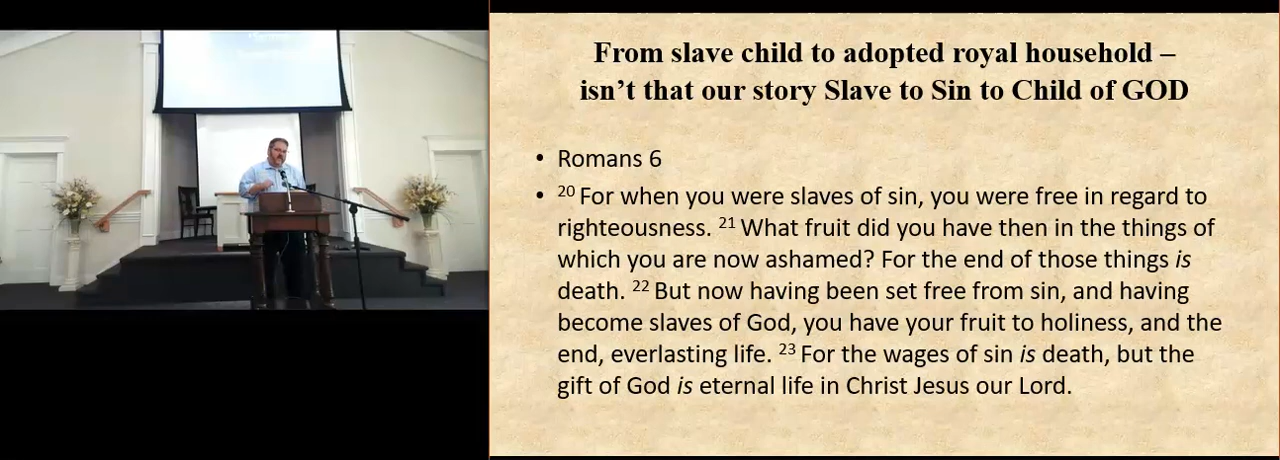 From slave child to adopted royal household –
isn’t that our story Slave to Sin to Child of GOD
• Romans 6
• 20 For when you were slaves of sin, you were free in regard to
righteousness. 21 What fruit did you have then in the things of
which you are now ashamed? For the end of those things is
death. 22 But now having been set free from sin, and having
become slaves of God, you have your fruit to holiness, and the
end, everlasting life. 23 For the wages of sin is death, but the
gift of God is eternal life in Christ Jesus our Lord.